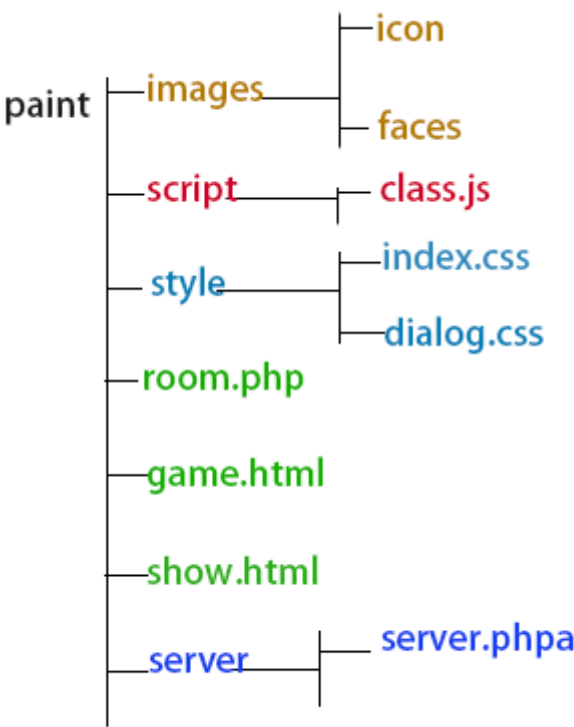 paint
images
icon
faces
script
class.js
style
index.css
dialog.css
room.php
game.html
show.html
server
server.phpa